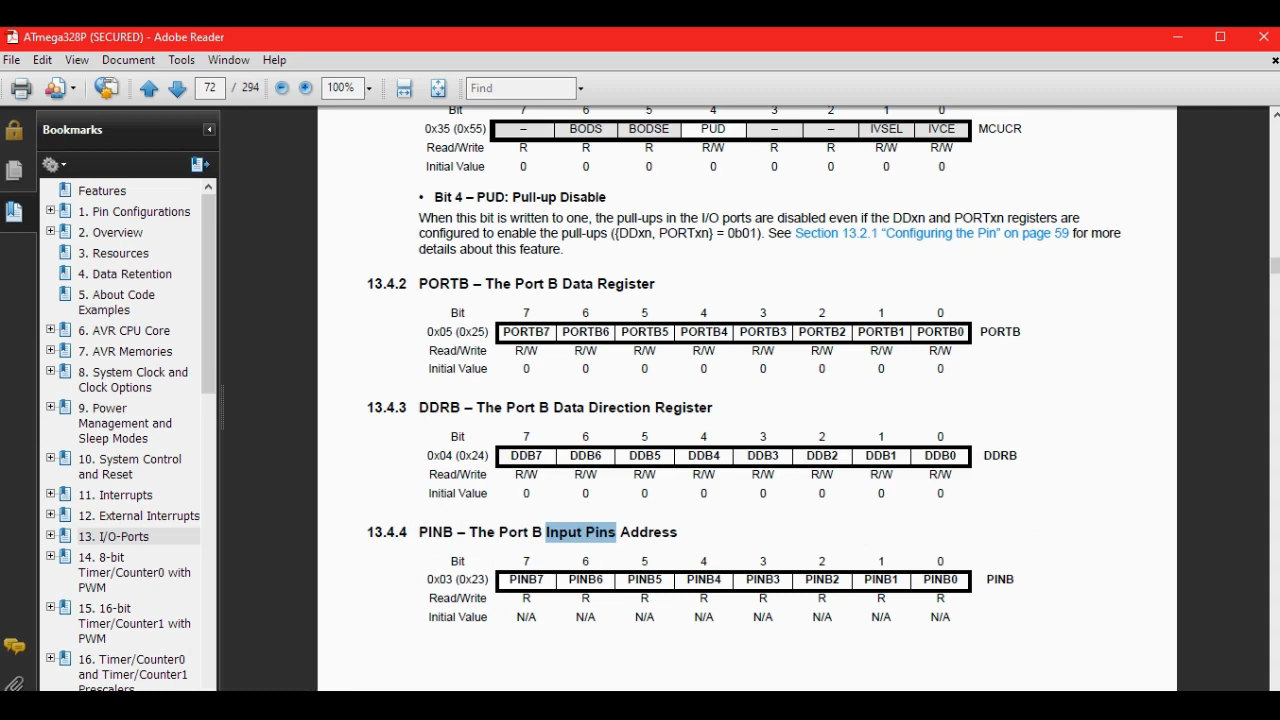 ATmega328P (SECURED) - Adobe Reader
File Edit View Document Tools Window Help
72 / 294 100% Find
Bookmarks
Features
1. Pin Configurations
2. Overview
3. Resources
4. Data Retention
5. About Code
Examples
6. AVR CPU Core
7. AVR Memories
8. System Clock and
Clock Options
9. Power
Management and
Sleep Modes
10. System Control
and Reset
11. Interrupts
12. External Interrupts
13. I/O-Ports
14. 8-bit
Timer/Counter0 with
PWM
15. 16-bit
Timer/Counter1 with
PWM
16. Timer/Counter0
and Timer/Counter1
Prescalers
Bit 7 6 5 4 3 2 1 0
0x35 (0x55) – BODS BODSE PUD – – IVSEL IVCE MCUCR
Read/Write R R R R/W R R R/W R/W
Initial Value 0 0 0 0 0 0 0 0
• Bit 4 – PUD: Pull-up Disable
When this bit is written to one, the pull-ups in the I/O ports are disabled even if the DDxn and PORTxn registers are
configured to enable the pull-ups ({DDxn, PORTxn} = 0b01). See Section 13.2.1 “Configuring the Pin” on page 59 for more
details about this feature.
13.4.2 PORTB – The Port B Data Register
Bit 7 6 5 4 3 2 1 0
0x05 (0x25) PORTB7 PORTB6 PORTB5 PORTB4 PORTB3 PORTB2 PORTB1 PORTB0 PORTB
Read/Write R/W R/W R/W R/W R/W R/W R/W R/W
Initial Value 0 0 0 0 0 0 0 0
13.4.3 DDRB – The Port B Data Direction Register
Bit 7 6 5 4 3 2 1 0
0x04 (0x24) DDB7 DDB6 DDB5 DDB4 DDB3 DDB2 DDB1 DDB0 DDRB
Read/Write R/W R/W R/W R/W R/W R/W R/W R/W
Initial Value 0 0 0 0 0 0 0 0
13.4.4 PINB – The Port B Input Pins Address
Bit 7 6 5 4 3 2 1 0
0x03 (0x23) PINB7 PINB6 PINB5 PINB4 PINB3 PINB2 PINB1 PINB0 PINB
Read/Write R R R R R R R R
Initial Value N/A N/A N/A N/A N/A N/A N/A N/A